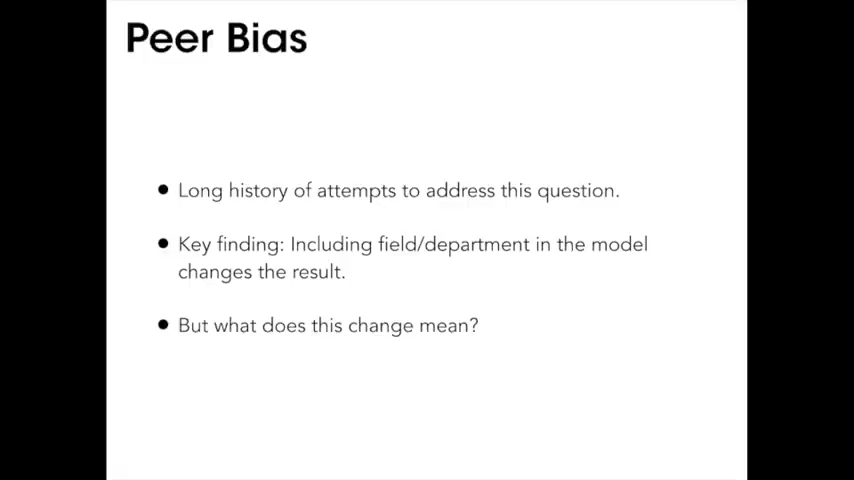 Peer Bias
● Long history of attempts to address this question.
● Key finding: Including field/department in the model
changes the result.
● But what does this change mean?